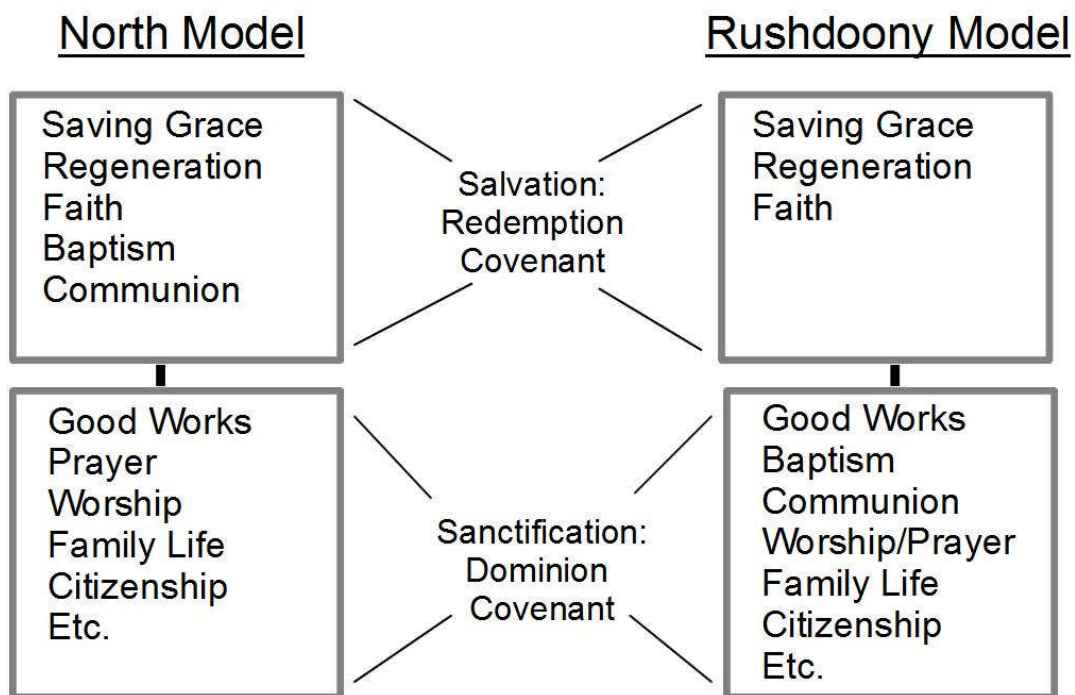 North Model
Rushdoony Model
Saving Grace
Regeneration
Faith
Baptism
Communion
Salvation:
Redemption
Covenant
Saving Grace
Regeneration
Faith
Good Works
Prayer
Worship
Family Life
Citizenship
Etc.
Sanctification:
Dominion
Covenant
Good Works
Baptism
Communion
Worship/Prayer
Family Life
Citizenship
Etc.